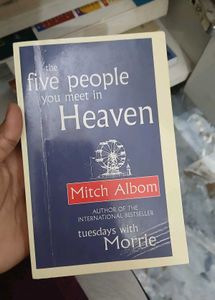 the
five people
you meet in
Heaven
Mitch Albom
AUTHOR OF THE
INTERNATIONAL BESTSELLER
tuesdays with
Morrie